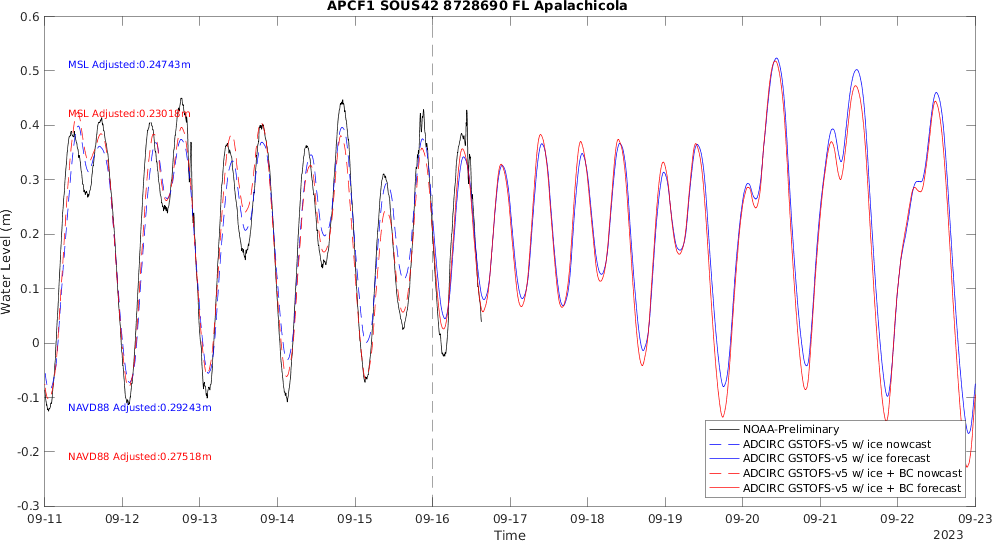 APCF1 SOUS42 8728690 FL Apalachicola
0.6
0.5
0.4
0.3
0.2
0.1
0
-0.1
-0.2
-0.3
Water Level (m)
MSL Adjusted:0.24743m
MSL Adjusted:0.23018m
NAVD88 Adjusted:0.29243m
NAVD88 Adjusted:0.27518m
NOAA-Preliminary
ADCIRC GSTOFS-v5 w/ ice nowcast
ADCIRC GSTOFS-v5 w/ ice forecast
ADCIRC GSTOFS-v5 w/ ice + BC nowcast
ADCIRC GSTOFS-v5 w/ ice + BC forecast
09-11 09-12 09-13 09-14 09-15 09-16 09-17 09-18 09-19 09-20 09-21 09-22 09-23
Time
2023